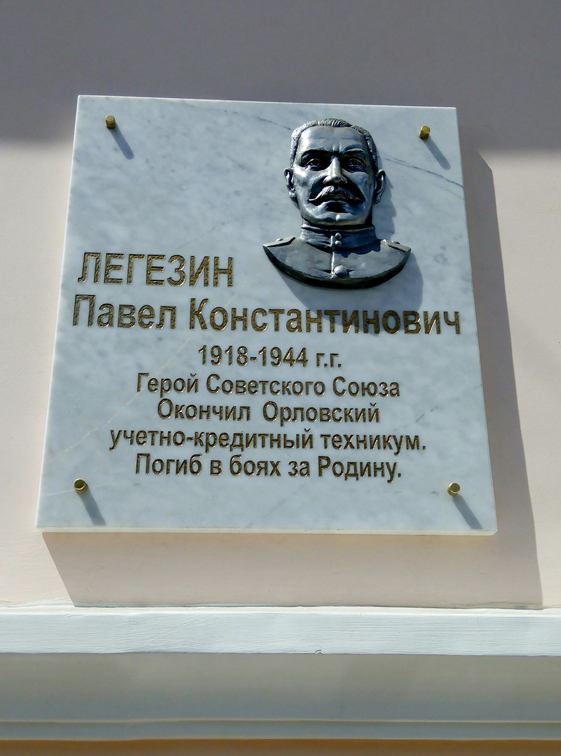 ЛЕГЕЗИН
Павел Константинович
1918-1944 г.г.
Герой Советского Союза
Окончил Орловский
учетно-кредитный техникум.
Погиб в боях за Родину.